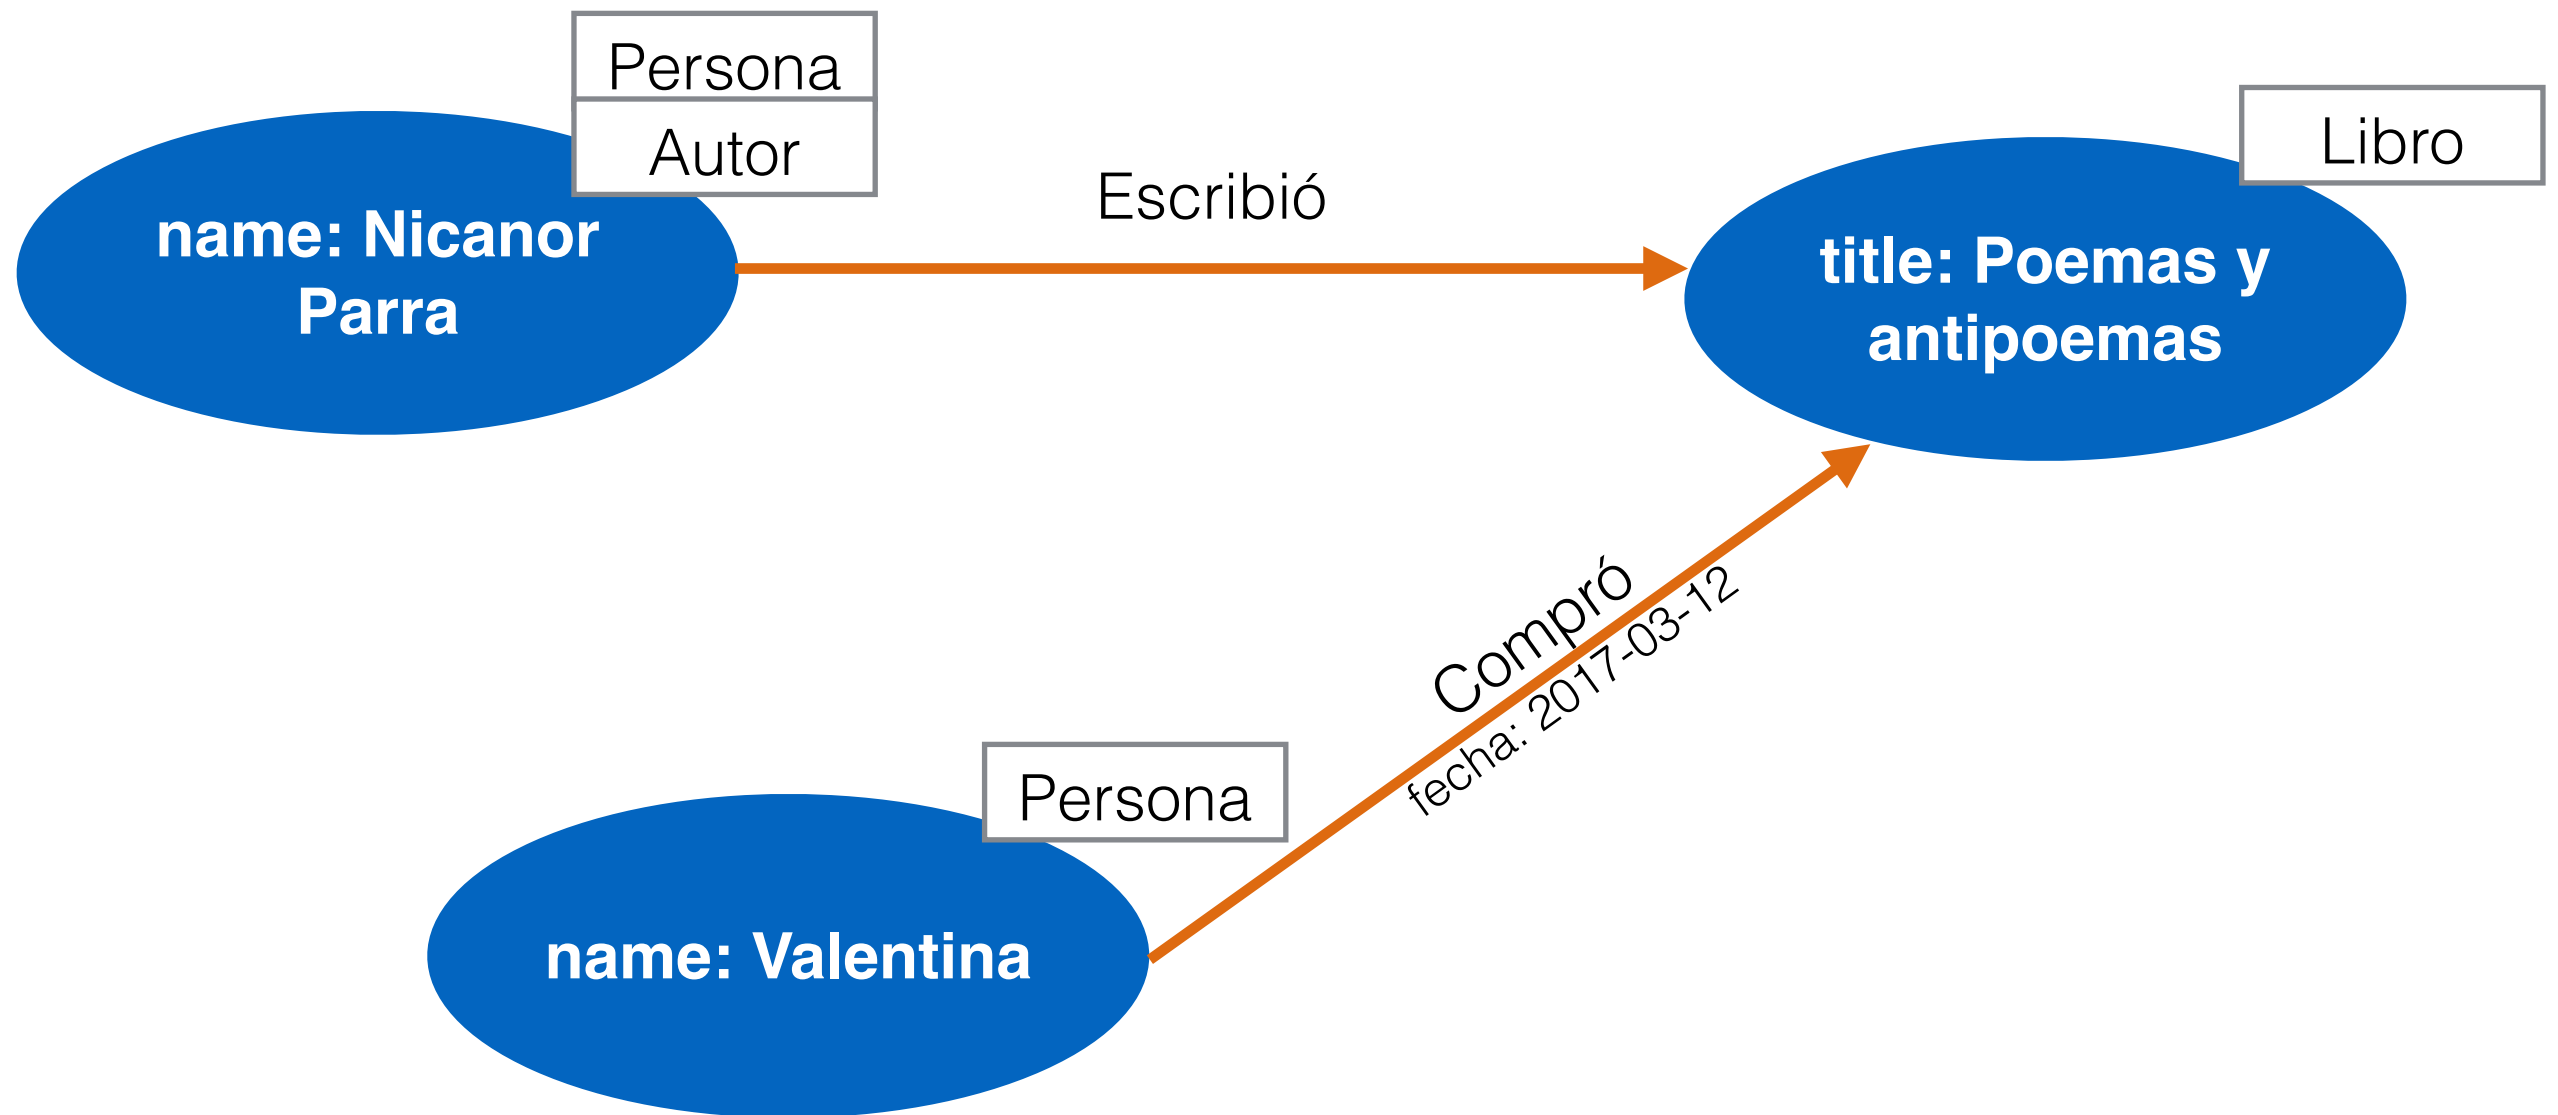 Persona
Autor
name: Nicanor
Parra
Escribió
Libro
title: Poemas y
antipoemas
Compró
fecha: 2017-03-12
Persona
name: Valentina